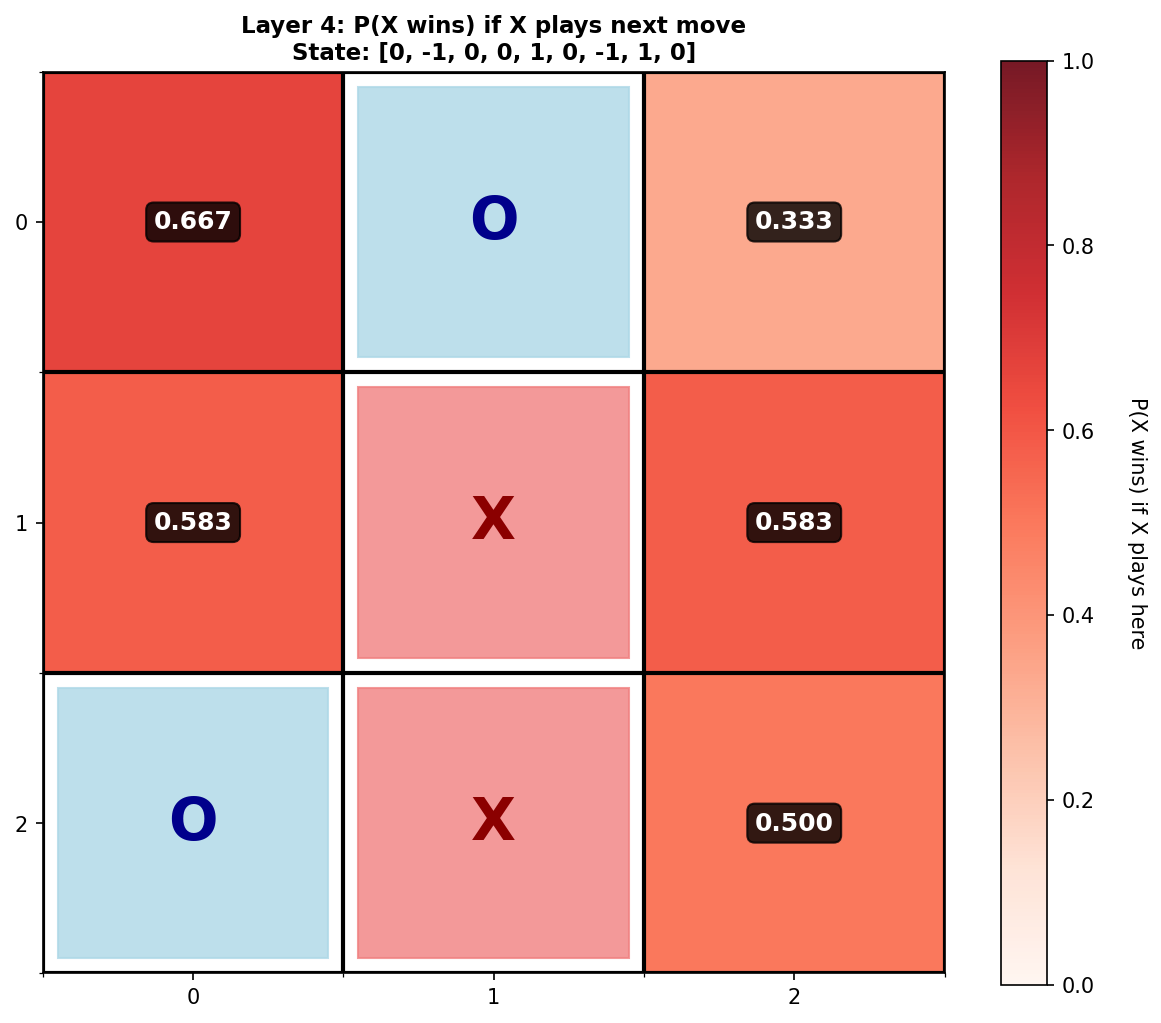 Layer 4: P(X wins) if X plays next move
State: [0, -1, 0, 0, 1, 0, -1, 1, 0]
0
0.667
O
0.333
1
0.583
X
0.583
2
O
X
0.500
0
1
2
1.0
0.8
0.6
0.4
0.2
0.0
P(X wins) if X plays here